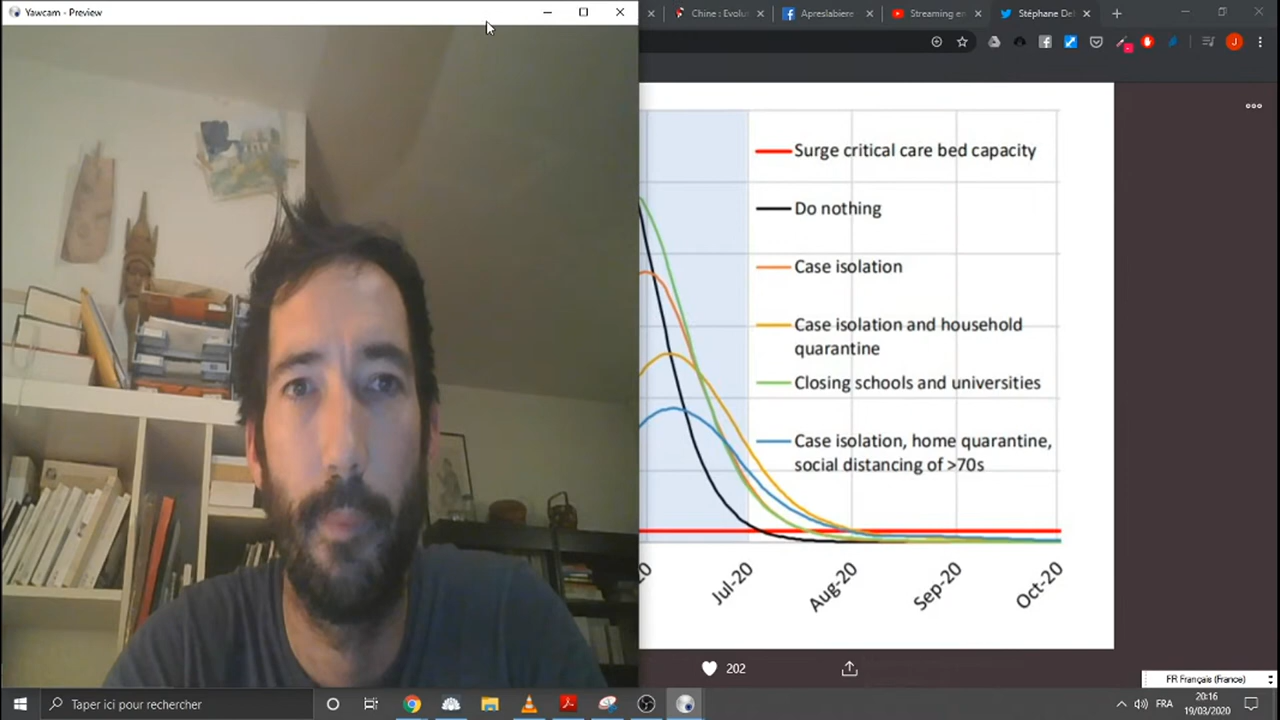 Yawcam - Preview
Chine : Evolu
Apreslabiere
Streaming en
Stéphane De
J
Surge critical care bed capacity
Do nothing
Case isolation
Case isolation and household
quarantine
Closing schools and universities
Case isolation, home quarantine,
social distancing of >70s
Jul-20
Aug-20
Sep-20
Oct-20
202
FR Français (France)
Taper ici pour rechercher
FRA
20:16
19/03/2020